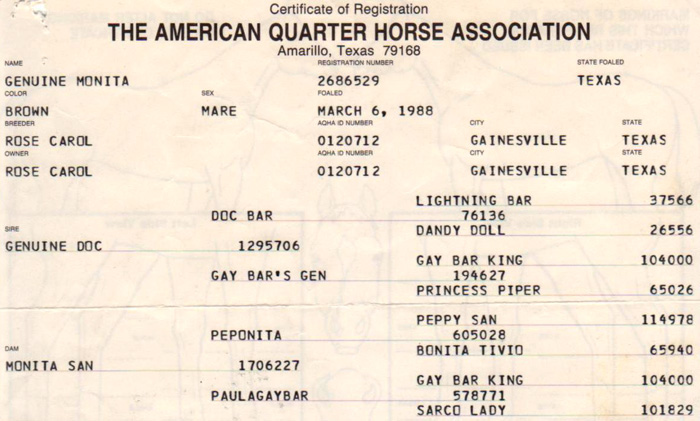 Certificate of Registration
THE AMERICAN QUARTER HORSE ASSOCIATION
Amarillo, Texas 79168
NAME REGISTRATION NUMBER STATE FOALED
GENUINE MONITA 2686529 TEXAS
COLOR SEX FOALED
BROWN MARE MARCH 6, 1988
BREEDER AQHA ID NUMBER CITY STATE
ROSE CAROL 0120712 GAINESVILLE TEXAS
OWNER AQHA ID NUMBER CITY STATE
ROSE CAROL 0120712 GAINESVILLE TEXAS
LIGHTNING BAR 37566
DOC BAR 76136
SIRE DANDY DOLL 26556
GENUINE DOC 1295706
GAY BAR KING 104000
GAY BAR'S GEN 194627
PRINCESS PIPER 65026
PEPPY SAN 114978
PEPONITA 605028
DAM BONITA TIVIO 65940
MONITA SAN 1706227
GAY BAR KING 104000
PAULAGAYBAR 578771
SARCO LADY 101829